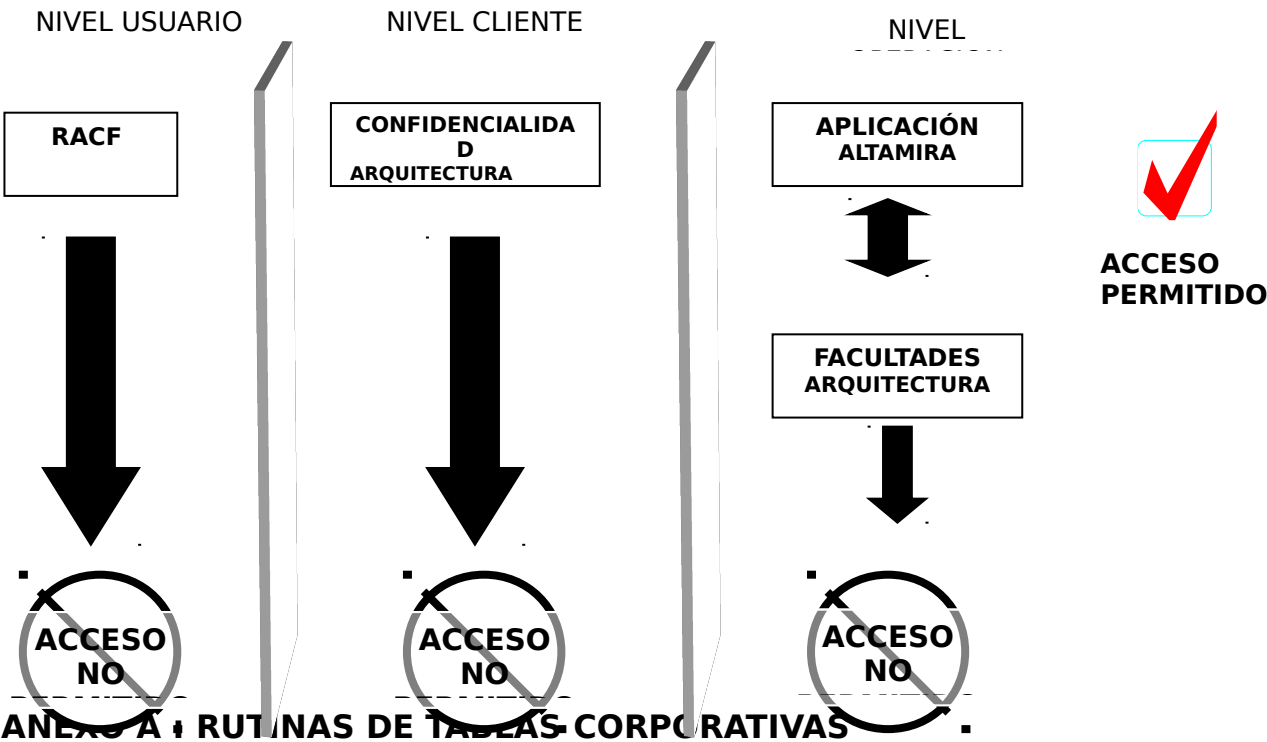 NIVEL USUARIO
NIVEL CLIENTE
NIVEL
RACF
CONFIDENCIALIDA
D
ARQUITECTURA
APLICACIÓN
ALTAMIRA
ACCESO
PERMITIDO
FACULTADES
ARQUITECTURA
ACCESO
NO
ACCESO
NO
ACCESO
NO
ANEXO A : RUTINAS DE TABLAS CORPORATIVAS